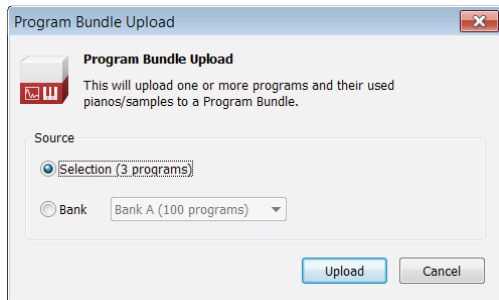 Program Bundle Upload
Program Bundle Upload
This will upload one or more programs and their used
pianos/samples to a Program Bundle.
Source
Selection (3 programs)
Bank
Bank A (100 programs)
Upload
Cancel